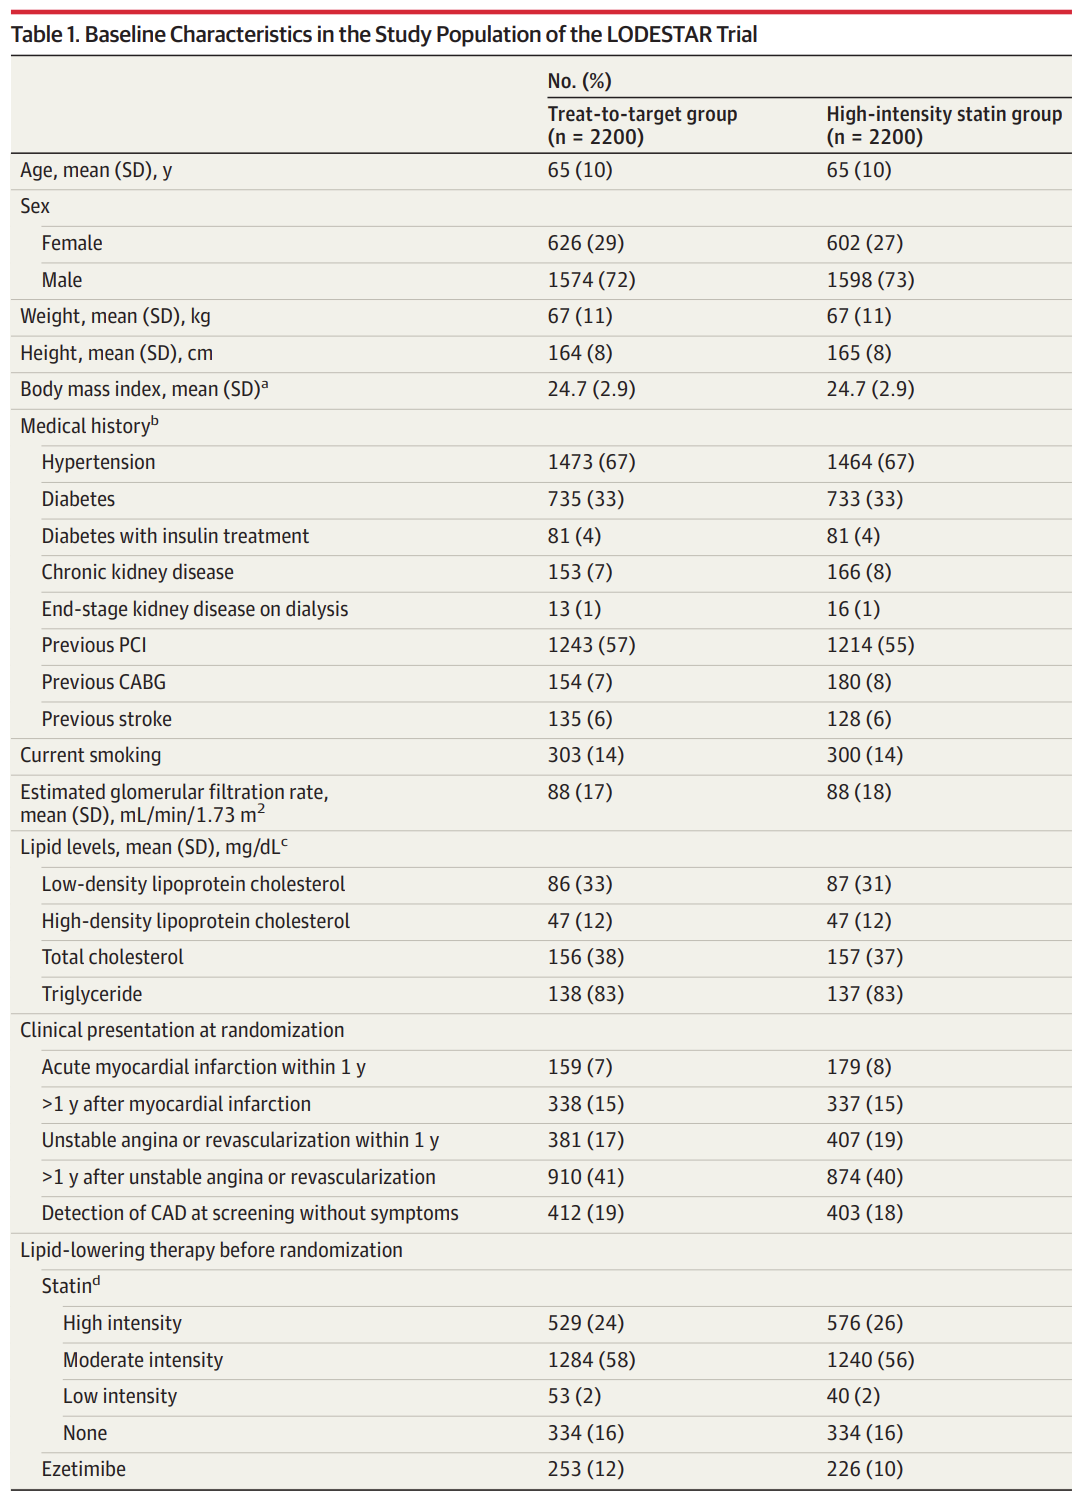 Table 1. Baseline Characteristics in the Study Population of the LODESTAR Trial
No. (%)
Treat-to-target group (n = 2200) High-intensity statin group (n = 2200)
Age, mean (SD), y 65 (10) 65 (10)
Sex
Female 626 (29) 602 (27)
Male 1574 (72) 1598 (73)
Weight, mean (SD), kg 67 (11) 67 (11)
Height, mean (SD), cm 164 (8) 165 (8)
Body mass index, mean (SD)a 24.7 (2.9) 24.7 (2.9)
Medical historyb
Hypertension 1473 (67) 1464 (67)
Diabetes 735 (33) 733 (33)
Diabetes with insulin treatment 81 (4) 81 (4)
Chronic kidney disease 153 (7) 166 (8)
End-stage kidney disease on dialysis 13 (1) 16 (1)
Previous PCI 1243 (57) 1214 (55)
Previous CABG 154 (7) 180 (8)
Previous stroke 135 (6) 128 (6)
Current smoking 303 (14) 300 (14)
Estimated glomerular filtration rate, 88 (17) 88 (18)
mean (SD), mL/min/1.73 m2
Lipid levels, mean (SD), mg/dLc
Low-density lipoprotein cholesterol 86 (33) 87 (31)
High-density lipoprotein cholesterol 47 (12) 47 (12)
Total cholesterol 156 (38) 157 (37)
Triglyceride 138 (83) 137 (83)
Clinical presentation at randomization
Acute myocardial infarction within 1 y 159 (7) 179 (8)
>1 y after myocardial infarction 338 (15) 337 (15)
Unstable angina or revascularization within 1 y 381 (17) 407 (19)
>1 y after unstable angina or revascularization 910 (41) 874 (40)
Detection of CAD at screening without symptoms 412 (19) 403 (18)
Lipid-lowering therapy before randomization
Statind
High intensity 529 (24) 576 (26)
Moderate intensity 1284 (58) 1240 (56)
Low intensity 53 (2) 40 (2)
None 334 (16) 334 (16)
Ezetimibe 253 (12) 226 (10)